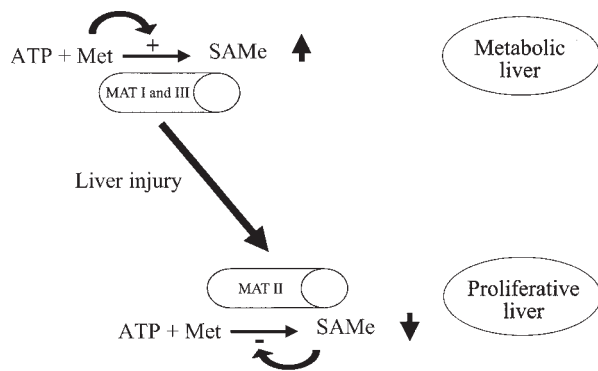 +
ATP + Met SAMe
MAT I and III
Metabolic
liver
Liver injury
MAT II
ATP + Met SAMe
-
Proliferative
liver